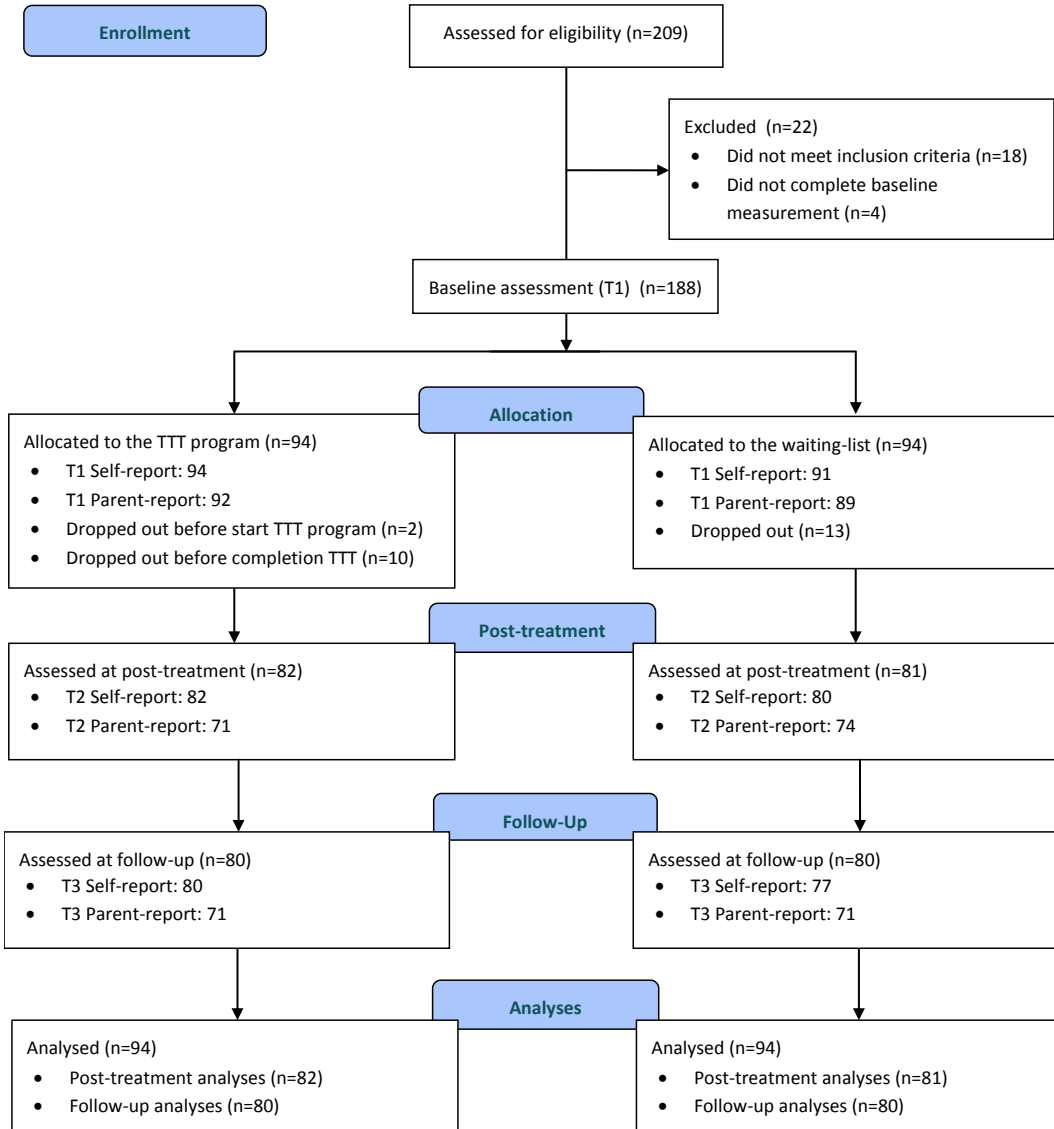 Enrollment
Assessed for eligibility (n=209)
Excluded (n=22)
• Did not meet inclusion criteria (n=18)
• Did not complete baseline
measurement (n=4)
Baseline assessment (T1) (n=188)
Allocation
Allocated to the TTT program (n=94)
• T1 Self-report: 94
• T1 Parent-report: 92
• Dropped out before start TTT program (n=2)
• Dropped out before completion TTT (n=10)
Allocated to the waiting-list (n=94)
• T1 Self-report: 91
• T1 Parent-report: 89
• Dropped out (n=13)
Post-treatment
Assessed at post-treatment (n=82)
• T2 Self-report: 82
• T2 Parent-report: 71
Assessed at post-treatment (n=81)
• T2 Self-report: 80
• T2 Parent-report: 74
Follow-Up
Assessed at follow-up (n=80)
• T3 Self-report: 80
• T3 Parent-report: 71
Assessed at follow-up (n=80)
• T3 Self-report: 77
• T3 Parent-report: 71
Analyses
Analysed (n=94)
• Post-treatment analyses (n=82)
• Follow-up analyses (n=80)
Analysed (n=94)
• Post-treatment analyses (n=81)
• Follow-up analyses (n=80)